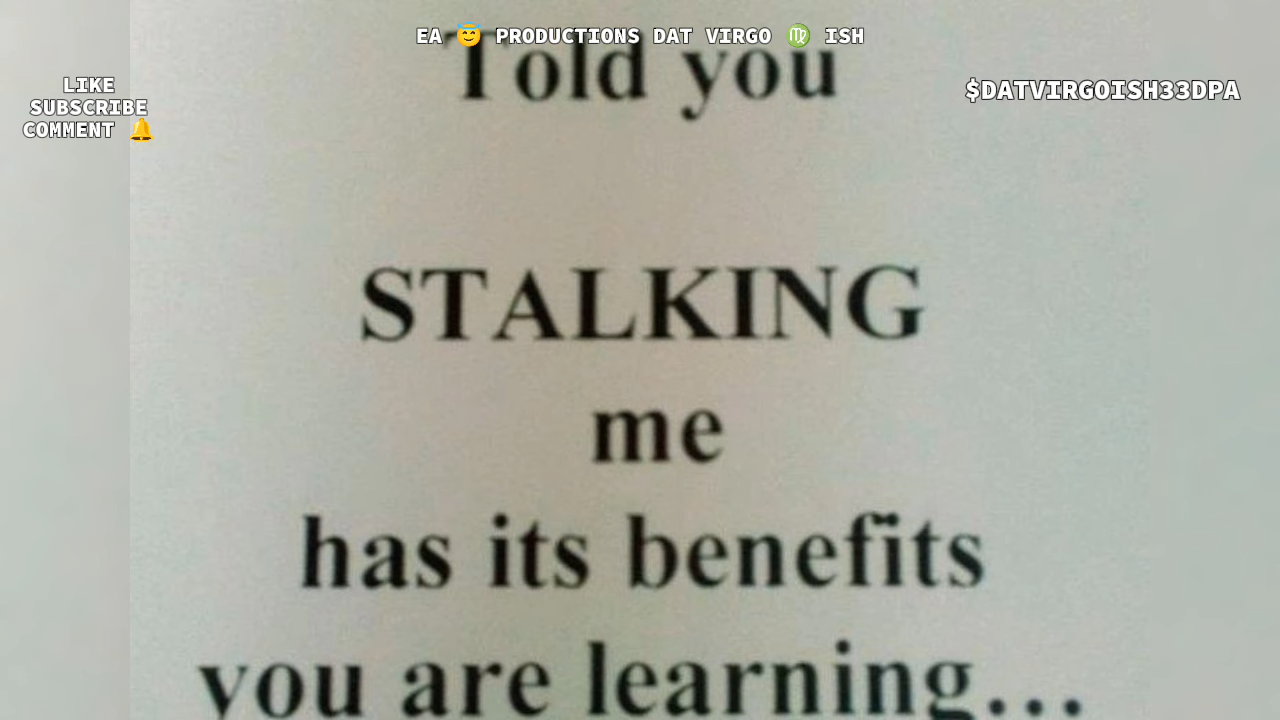 EA 😇 PRODUCTIONS DAT VIRGO ♍ ISH
Told you
LIKE
SUBSCRIBE
COMMENT 🔔
$DATVIRGOISH33DPA
STALKING
me
has its benefits
you are learning...